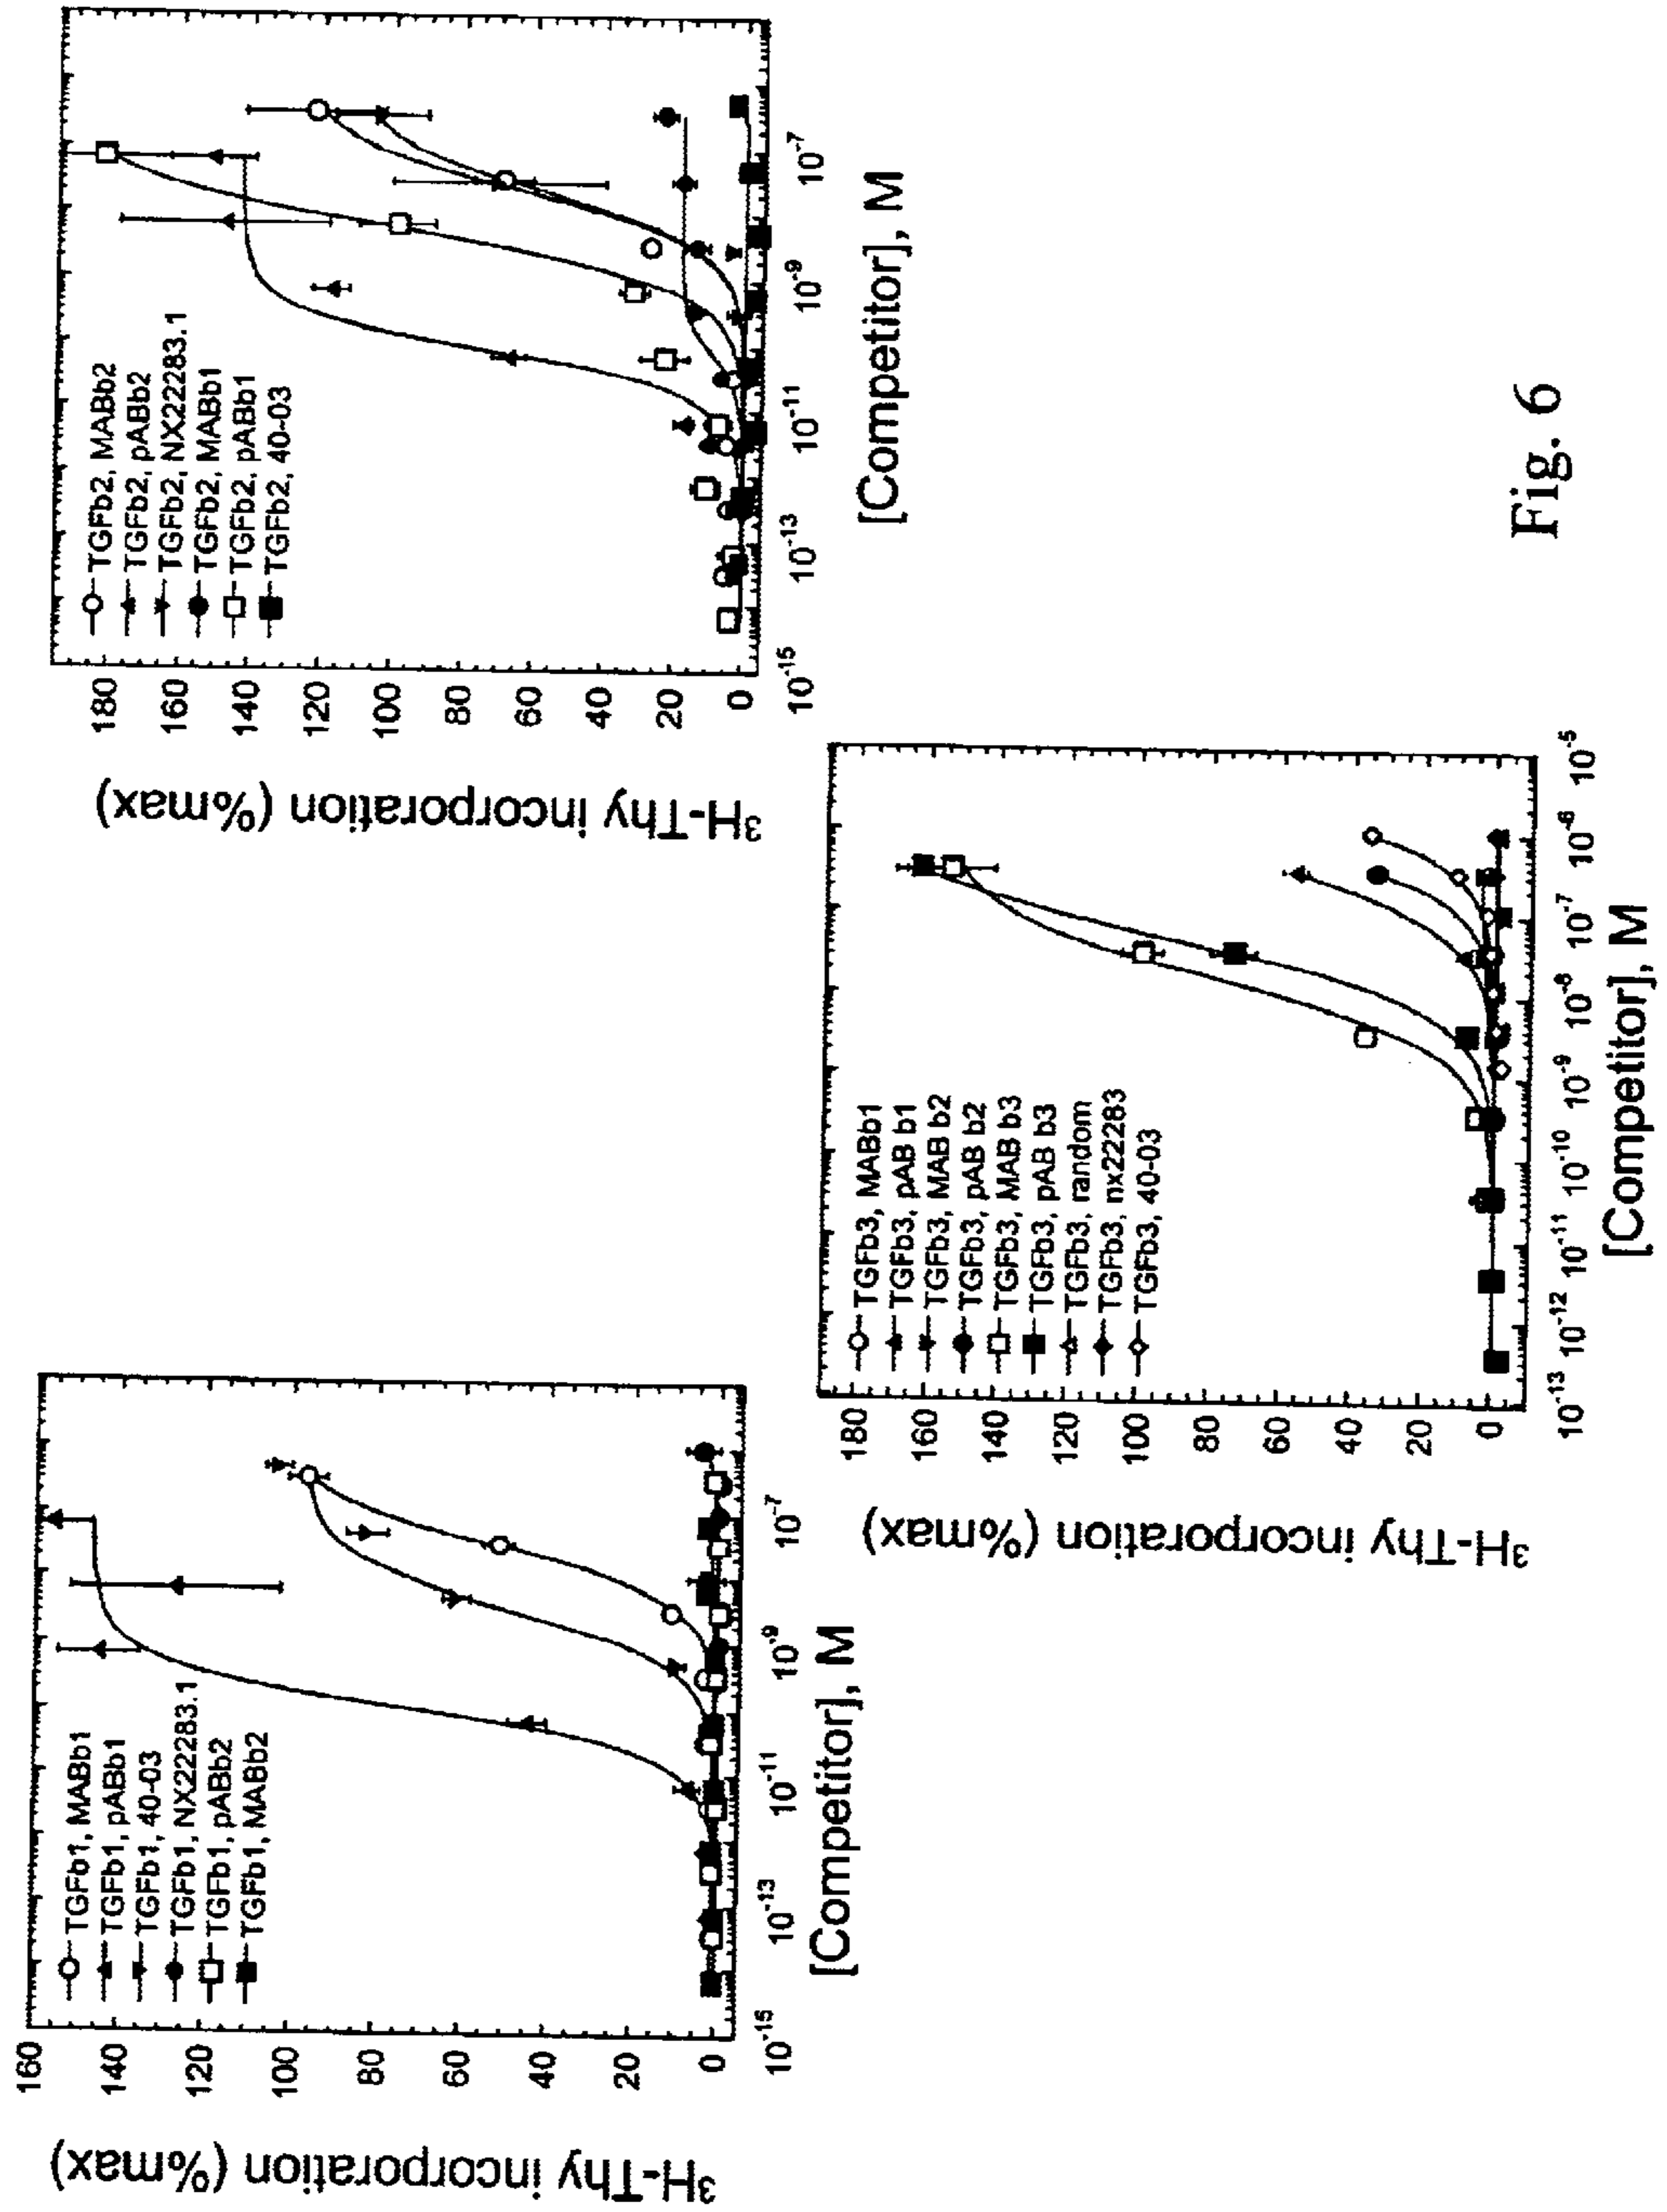 ³H-Thy incorporation (%max)
160
140
120
100
80
60
40
20
0
TGFb1, MABb1
TGFb1, pABb1
TGFb1, 40-03
TGFb1, NX22283.1
TGFb1, pABb2
TGFb1, MABb2
10⁻¹⁵
10⁻¹³
10⁻¹¹
10⁻⁹
10⁻⁷
[Competitor], M
³H-Thy incorporation (%max)
180
160
140
120
100
80
60
40
20
0
TGFb2, MABb2
TGFb2, pABb2
TGFb2, NX22283.1
TGFb2, MABb1
TGFb2, pABb1
TGFb2, 40-03
10⁻¹⁵
10⁻¹³
10⁻¹¹
10⁻⁹
10⁻⁷
[Competitor], M
³H-Thy incorporation (%max)
180
160
140
120
100
80
60
40
20
0
TGFb3, MABb1
TGFb3, pAB b1
TGFb3, MAB b2
TGFb3, pAB b2
TGFb3, MAB b3
TGFb3, pAB b3
TGFb3, random
TGFb3, nx22283
TGFb3, 40-03
10⁻¹³
10⁻¹²
10⁻¹¹
10⁻¹⁰
10⁻⁹
10⁻⁸
10⁻⁷
10⁻⁶
10⁻⁵
[Competitor], M
Fig. 6